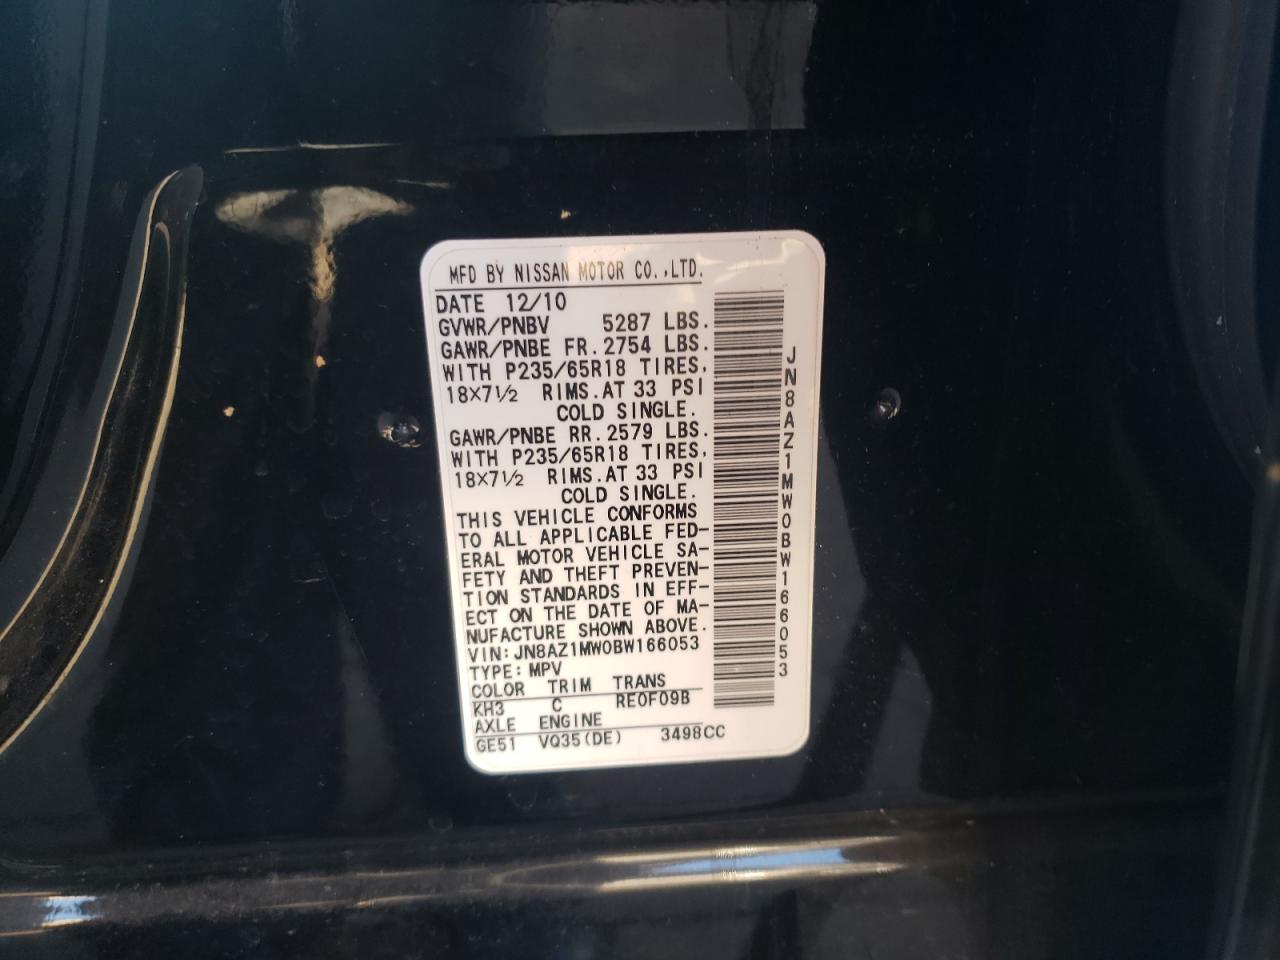 MFD BY NISSAN MOTOR CO.,LTD.
DATE 12/10
GVWR/PNBV 5287 LBS.
GAWR/PNBE FR. 2754 LBS.
WITH P235/65R18 TIRES,
18×7½ RIMS.AT 33 PSI
COLD SINGLE.
GAWR/PNBE RR. 2579 LBS.
WITH P235/65R18 TIRES,
18×7½ RIMS.AT 33 PSI
COLD SINGLE.
THIS VEHICLE CONFORMS
TO ALL APPLICABLE FED-
ERAL MOTOR VEHICLE SA-
FETY AND THEFT PREVEN-
TION STANDARDS IN EFF-
ECT ON THE DATE OF MA-
NUFACTURE SHOWN ABOVE.
VIN:JN8AZ1MW0BW166053
TYPE:MPV
COLOR TRIM TRANS
KH3 C RE0F09B
AXLE ENGINE
GE51 VQ35(DE) 3498CC
JN8AZ1MW0BW166053